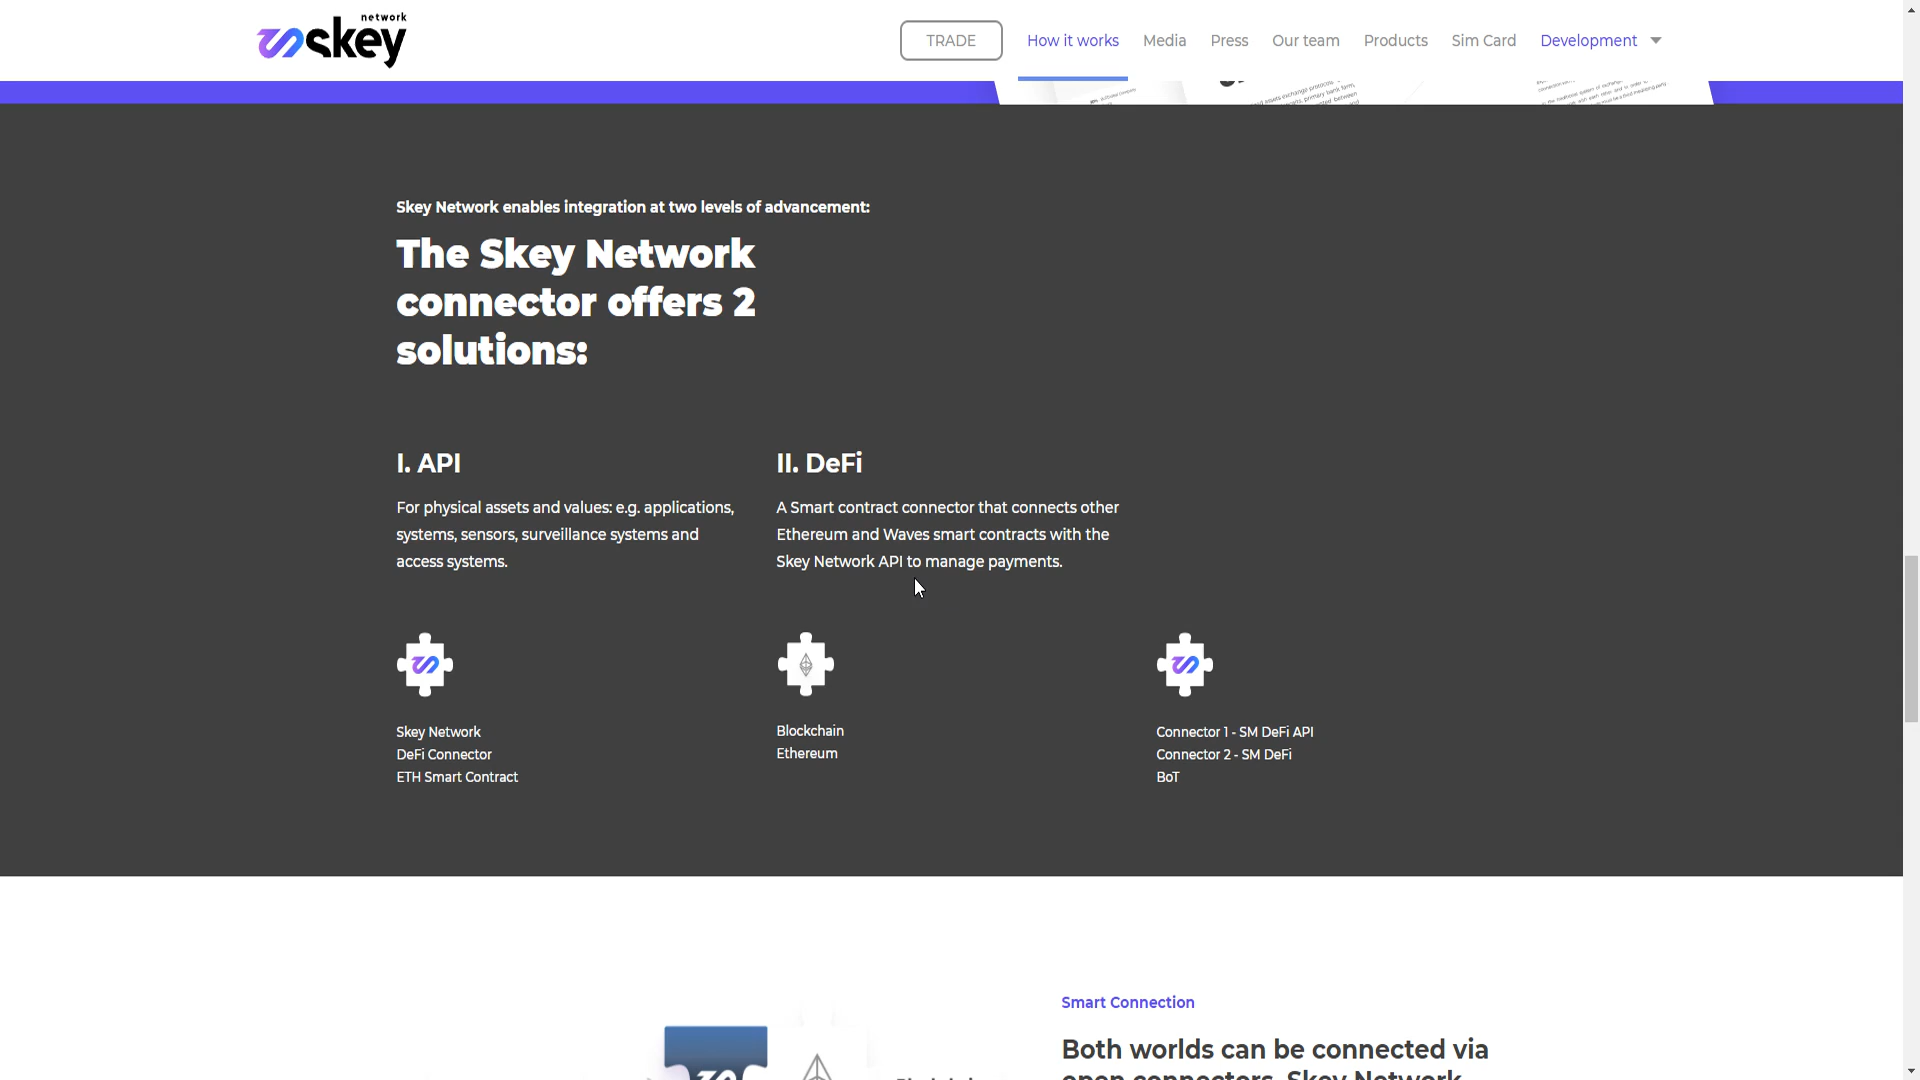 network
skey
TRADE
How it works
Media
Press
Our team
Products
Sim Card
Development
Skey Network enables integration at two levels of advancement:
The Skey Network
connector offers 2
solutions:
I. API
For physical assets and values: e.g. applications,
systems, sensors, surveillance systems and
access systems.
II. DeFi
A Smart contract connector that connects other
Ethereum and Waves smart contracts with the
Skey Network API to manage payments.
Skey Network
DeFi Connector
ETH Smart Contract
Blockchain
Ethereum
Connector 1 - SM DeFi API
Connector 2 - SM DeFi
BoT
Smart Connection
Both worlds can be connected via
open connectors. Skey Network